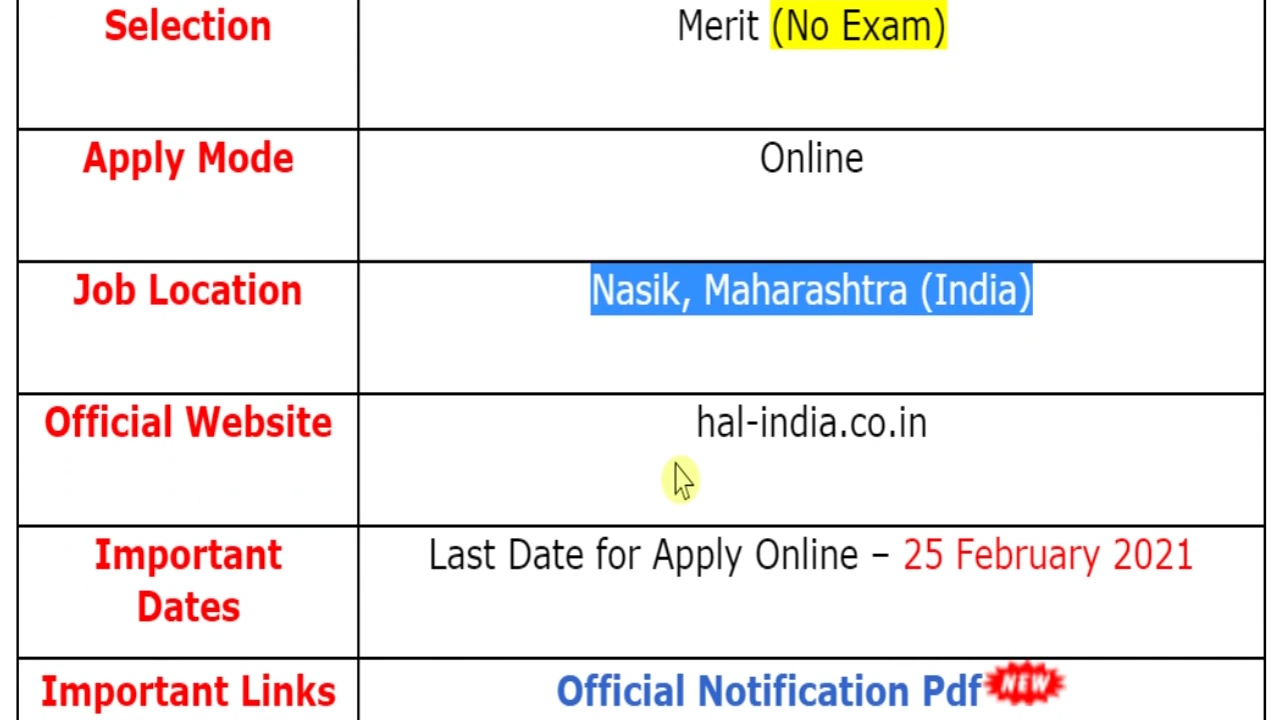 Selection
Merit (No Exam)
Apply Mode
Online
Job Location
Nasik, Maharashtra (India)
Official Website
hal-india.co.in
Important
Dates
Last Date for Apply Online – 25 February 2021
Important Links
Official Notification Pdf NEW